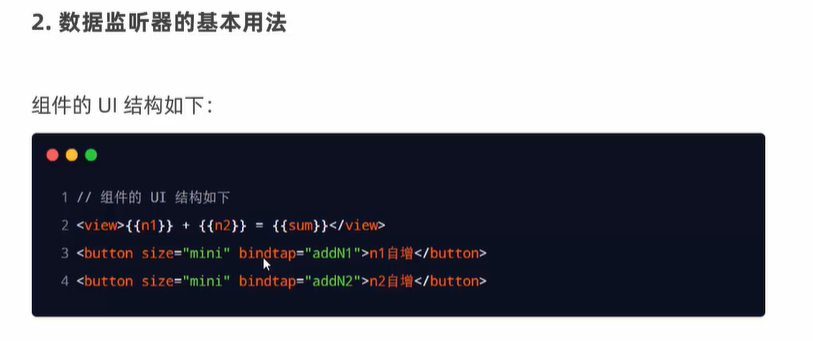 2. 数据监听器的基本用法
组件的 UI 结构如下：
1 // 组件的 UI 结构如下
2 <view>{{n1}} + {{n2}} = {{sum}}</view>
3 <button size="mini" bindtap="addN1">n1自增</button>
4 <button size="mini" bindtap="addN2">n2自增</button>